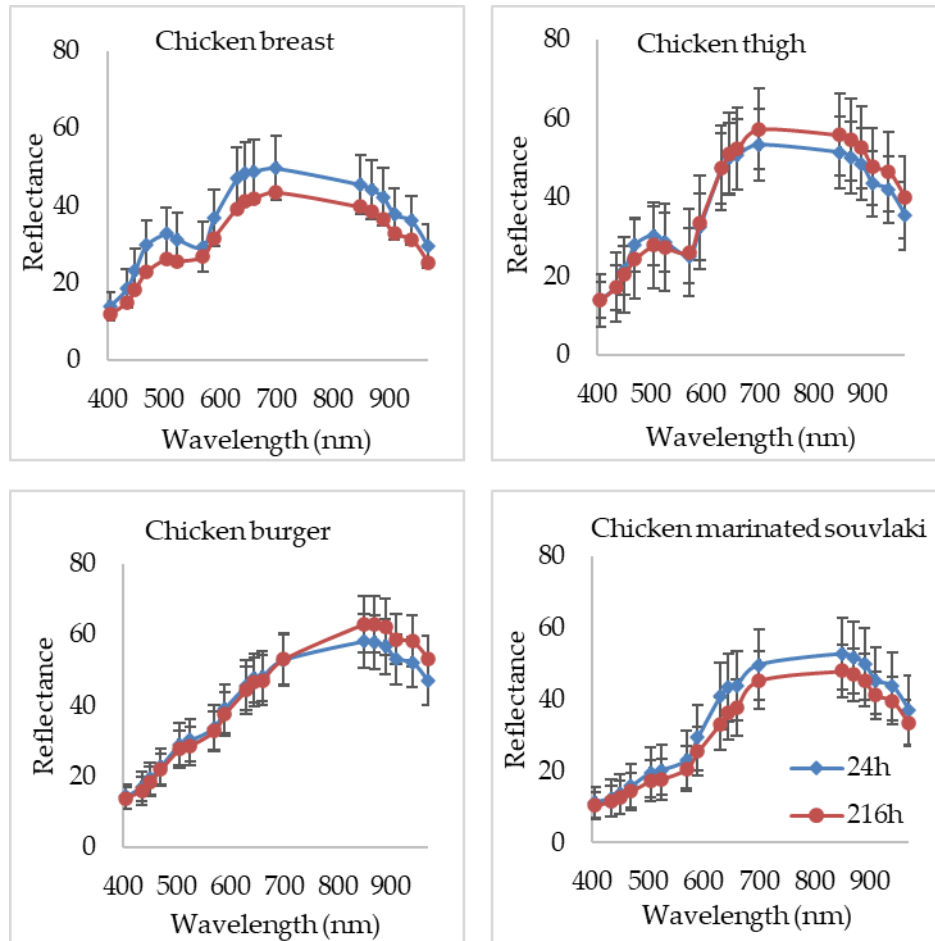 Chicken breast
80
60
40
20
0
Reflectance
400 500 600 700 800 900
Wavelength (nm)
Chicken thigh
80
60
40
20
0
Reflectance
400 500 600 700 800 900
Wavelength (nm)
Chicken burger
80
60
40
20
0
Reflectance
400 500 600 700 800 900
Wavelength (nm)
Chicken marinated souvlaki
80
60
40
20
0
Reflectance
24h
216h
400 500 600 700 800 900
Wavelength (nm)